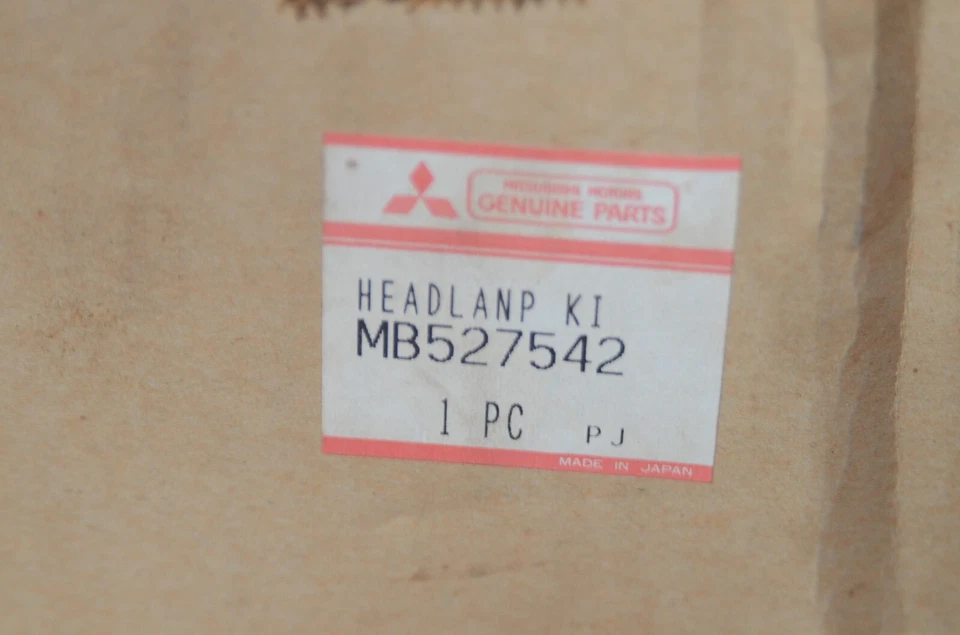 MITSUBISHI MOTORS
GENUINE PARTS
HEADLANP KI
MB527542
1 PC PJ
MADE IN JAPAN